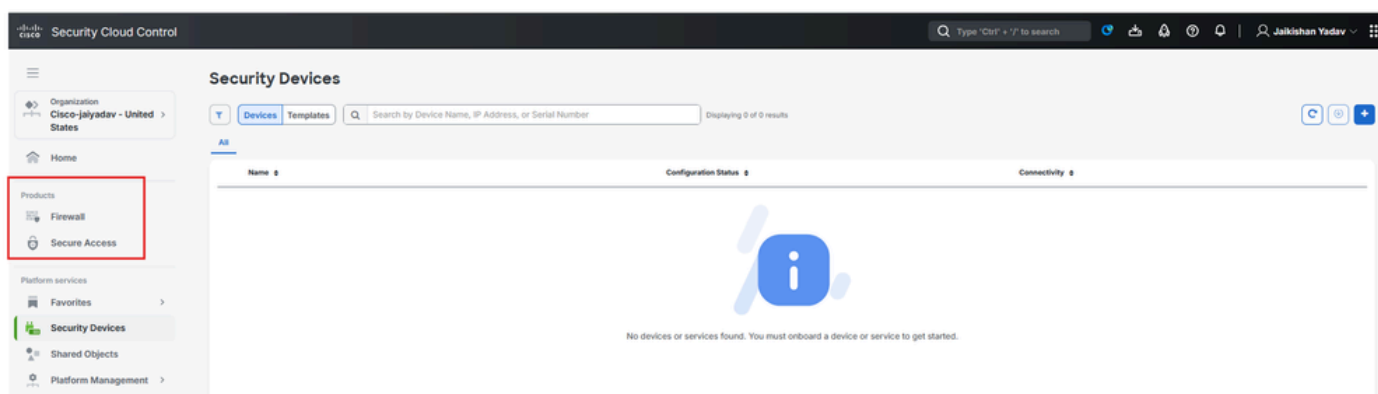 cisco Security Cloud Control
Type 'Ctrl' + '/' to search
Jaikishan Yadav
Organization
Cisco-jaiyadav - United
States
Home
Products
Firewall
Secure Access
Platform services
Favorites
Security Devices
Shared Objects
Platform Management
Security Devices
Devices Templates
Search by Device Name, IP Address, or Serial Number
Displaying 0 of 0 results
All
Name Configuration Status Connectivity
No devices or services found. You must onboard a device or service to get started.